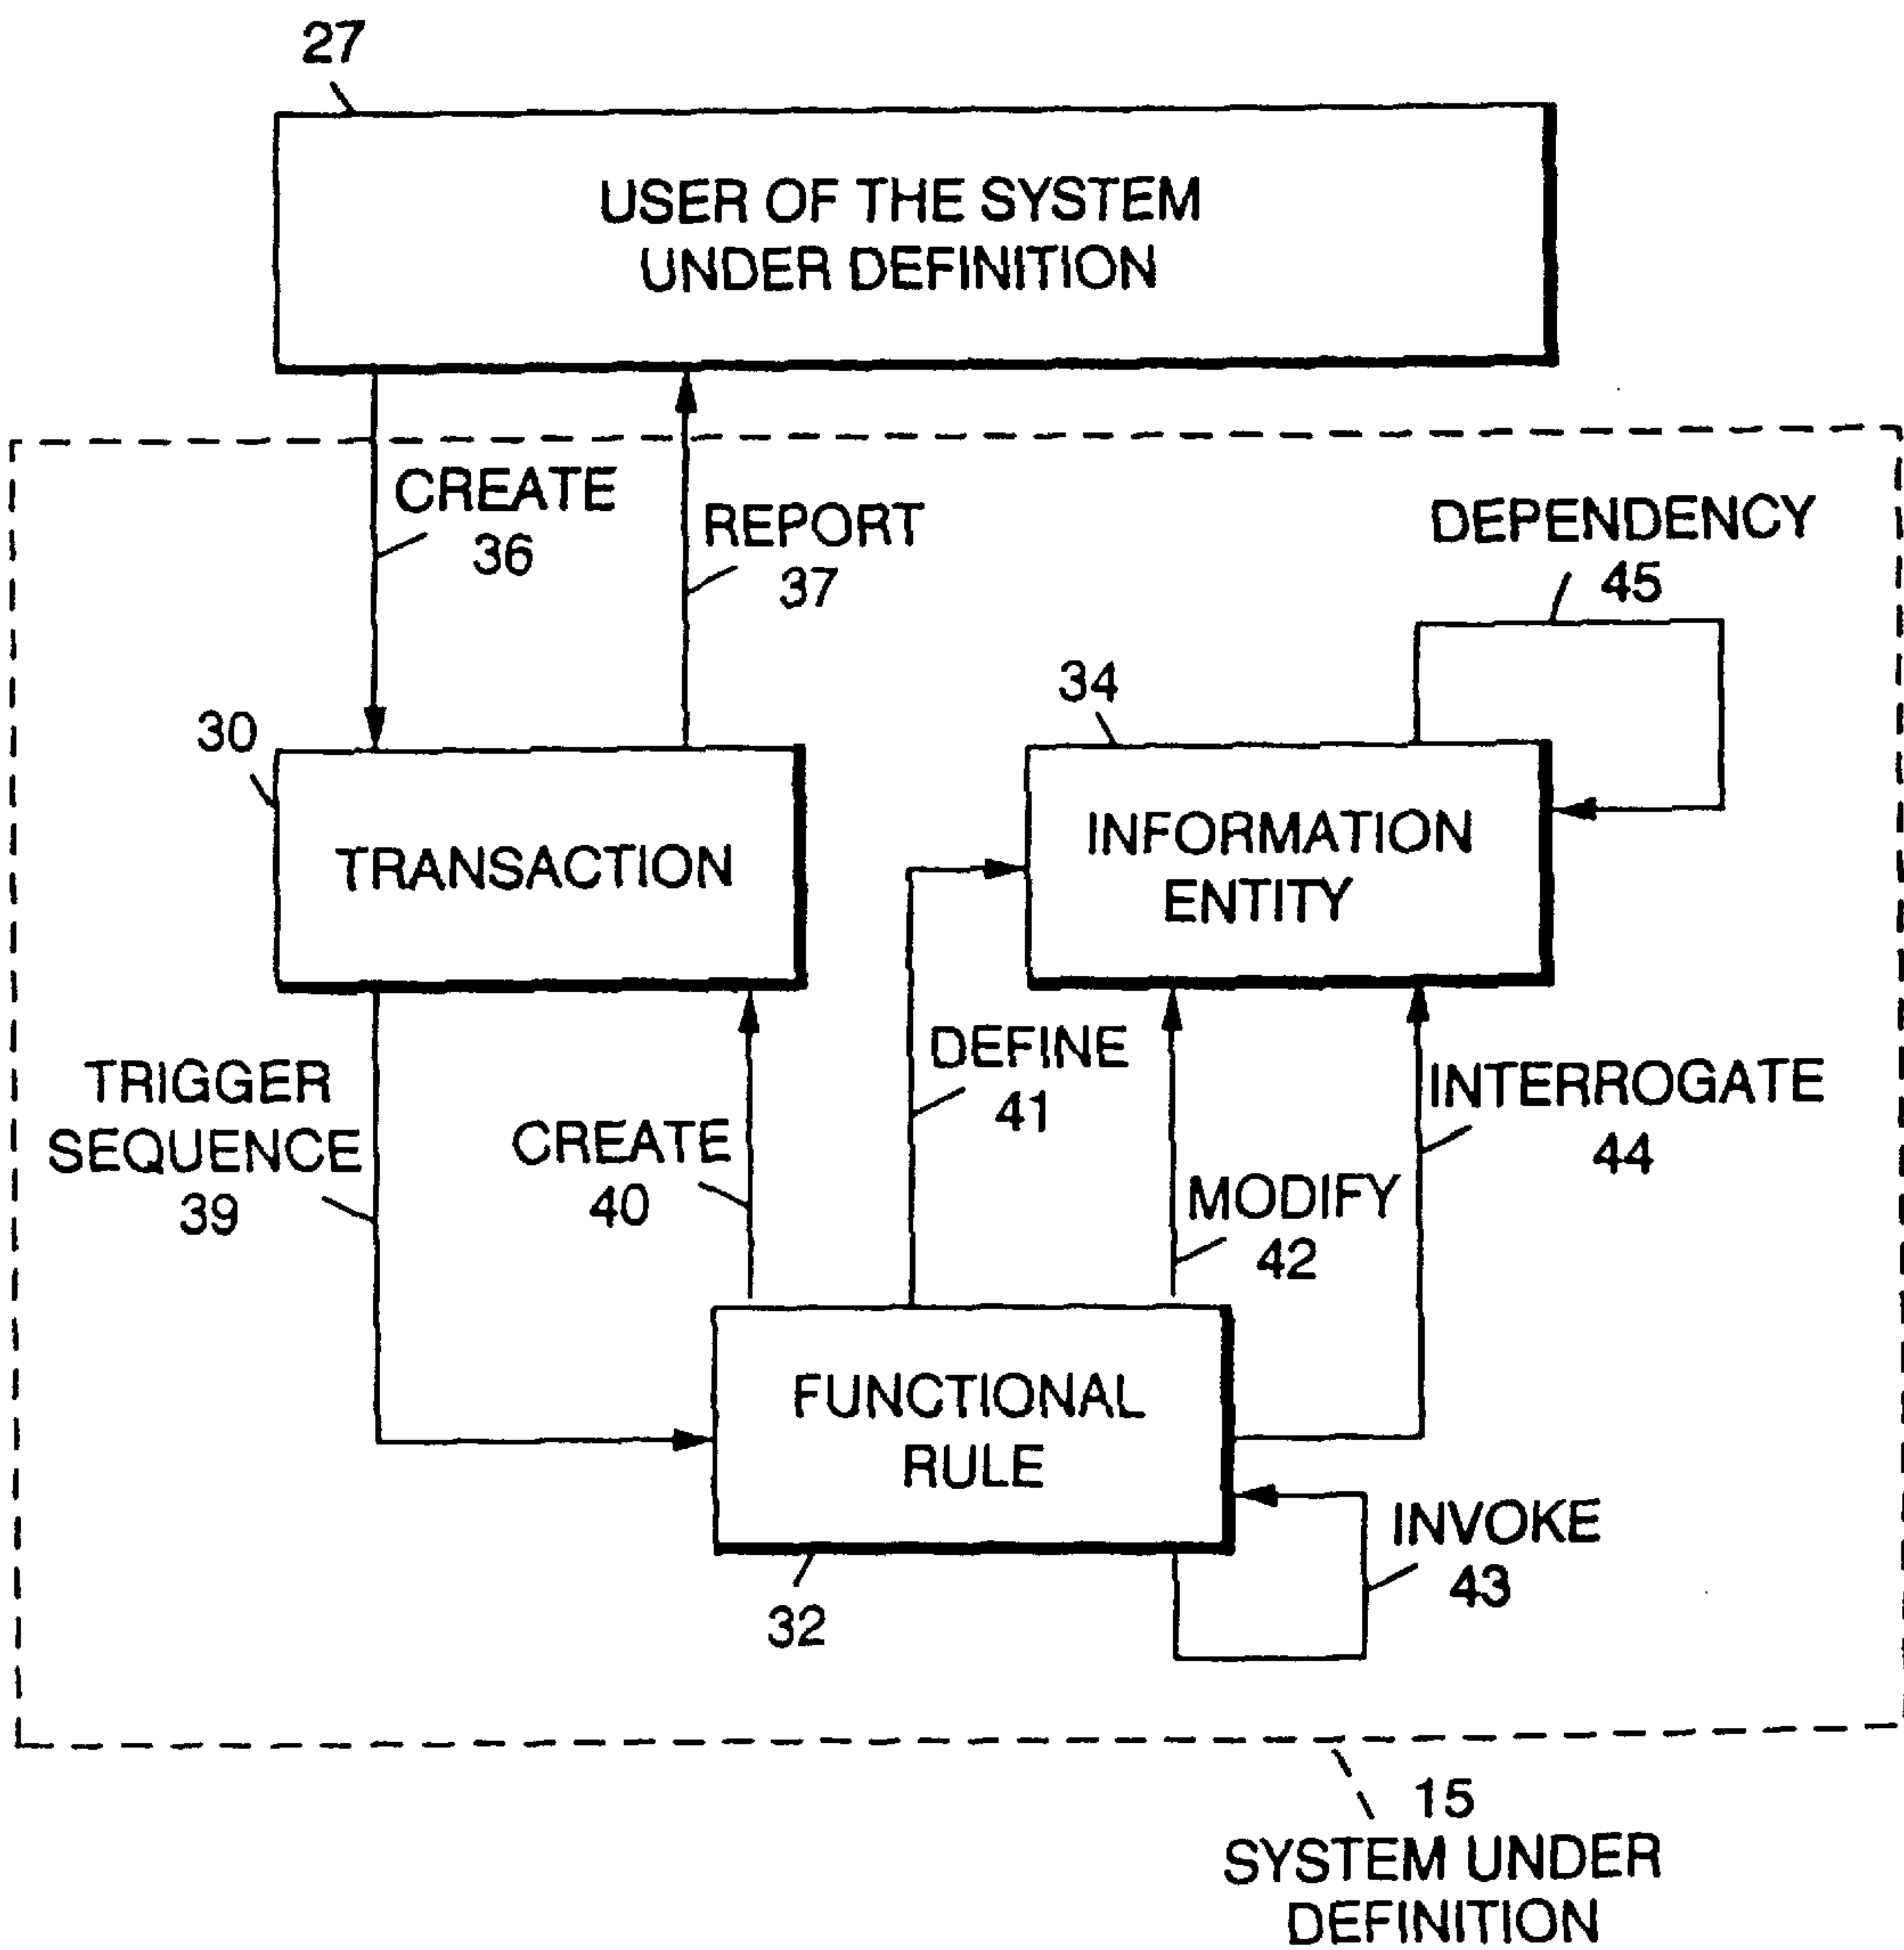 27
USER OF THE SYSTEM
UNDER DEFINITION
CREATE
36
REPORT
37
DEPENDENCY
45
30
TRANSACTION
34
INFORMATION
ENTITY
TRIGGER
SEQUENCE
39
CREATE
40
DEFINE
41
MODIFY
42
INTERROGATE
44
FUNCTIONAL
RULE
32
INVOKE
43
15
SYSTEM UNDER
DEFINITION